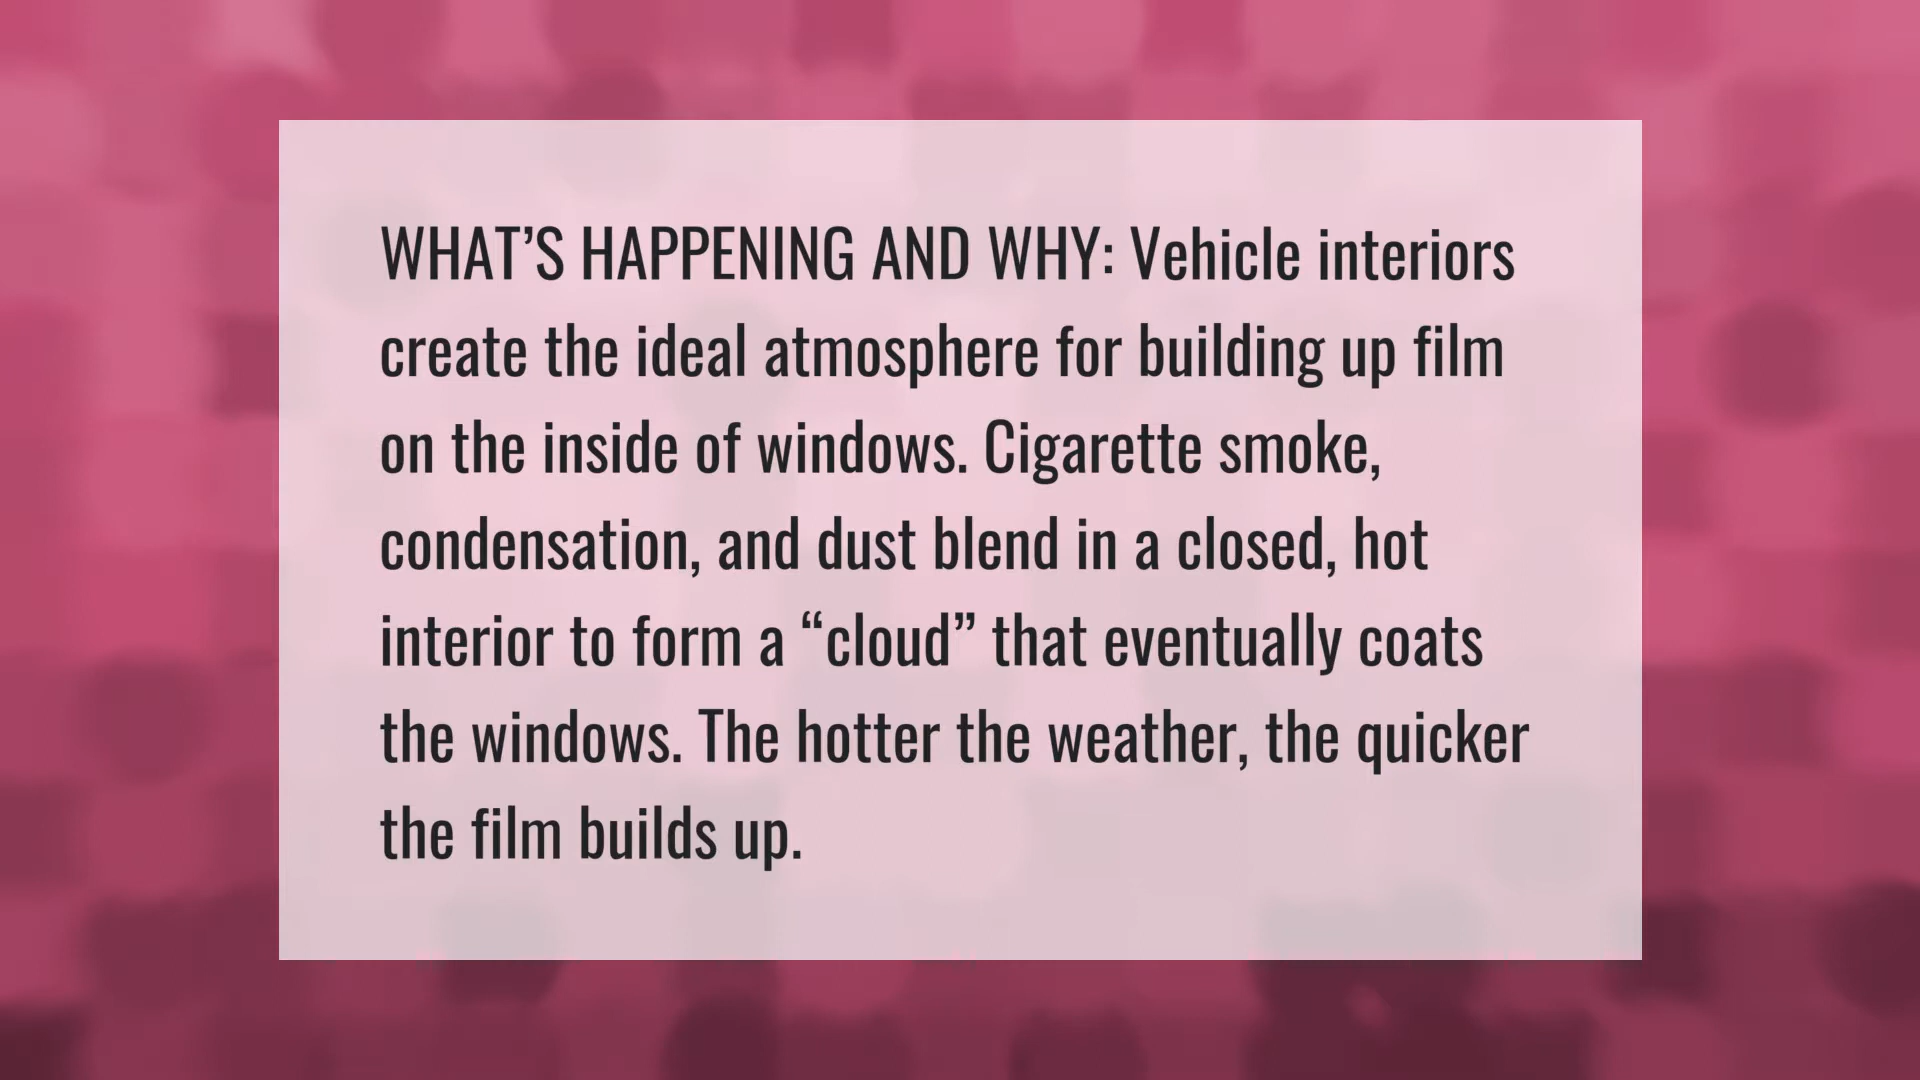 WHAT’S HAPPENING AND WHY: Vehicle interiors
create the ideal atmosphere for building up film
on the inside of windows. Cigarette smoke,
condensation, and dust blend in a closed, hot
interior to form a “cloud” that eventually coats
the windows. The hotter the weather, the quicker
the film builds up.